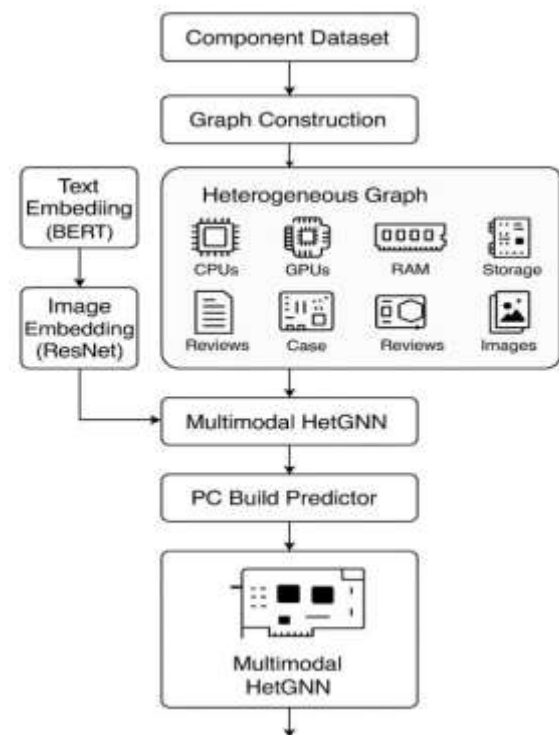 Component Dataset
Graph Construction
Text
Embediing
(BERT)
Image
Embedding
(ResNet)
Heterogeneous Graph
CPUs
GPUs
RAM
Storage
Reviews
Case
Reviews
Images
Multimodal HetGNN
PC Build Predictor
Multimodal
HetGNN